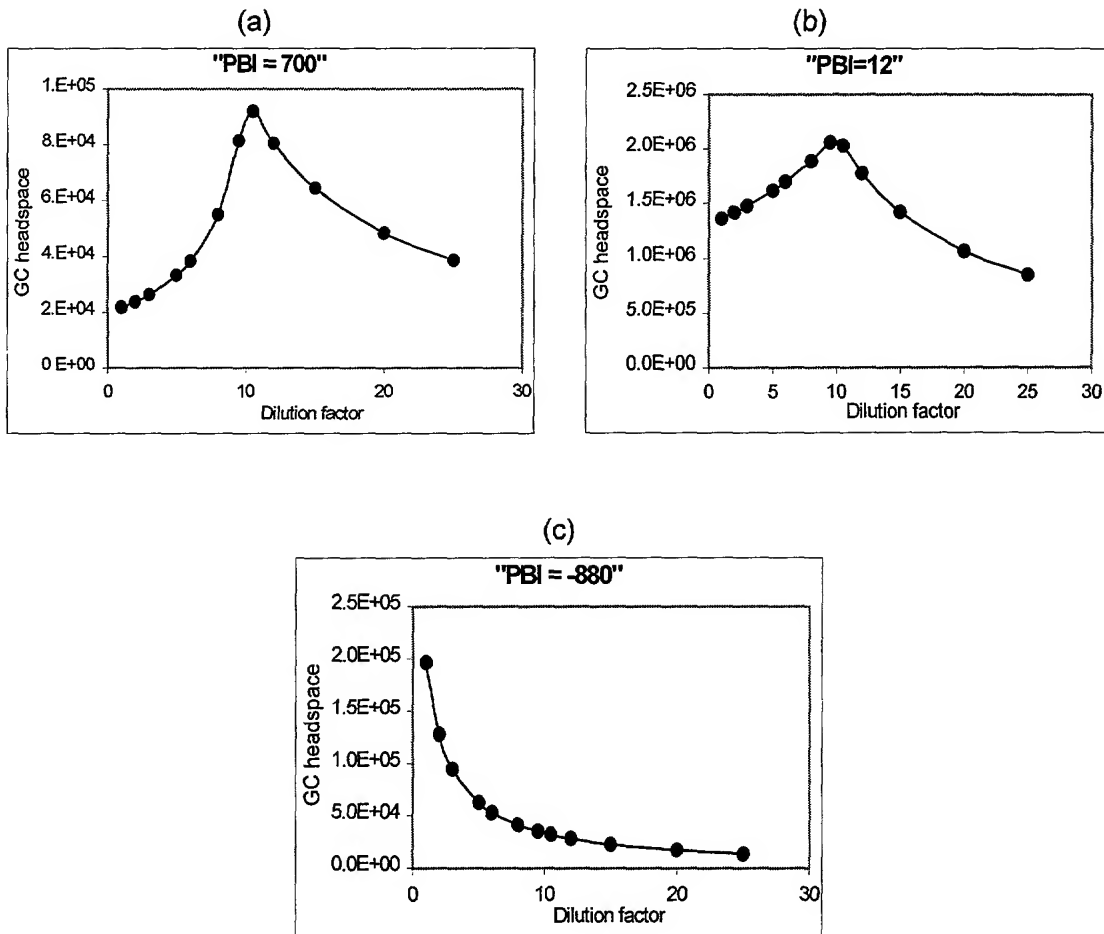 (a)
"PBI = 700"
1.E+05
8.E+04
6.E+04
4.E+04
2.E+04
0.E+00
GC headspace
0 10 20 30
Dilution factor
(b)
"PBI=12"
2.5E+06
2.0E+06
1.5E+06
1.0E+06
5.0E+05
0.0E+00
GC headspace
0 5 10 15 20 25 30
Dilution factor
(c)
"PBI = -880"
2.5E+05
2.0E+05
1.5E+05
1.0E+05
5.0E+04
0.0E+00
GC headspace
0 10 20 30
Dilution factor